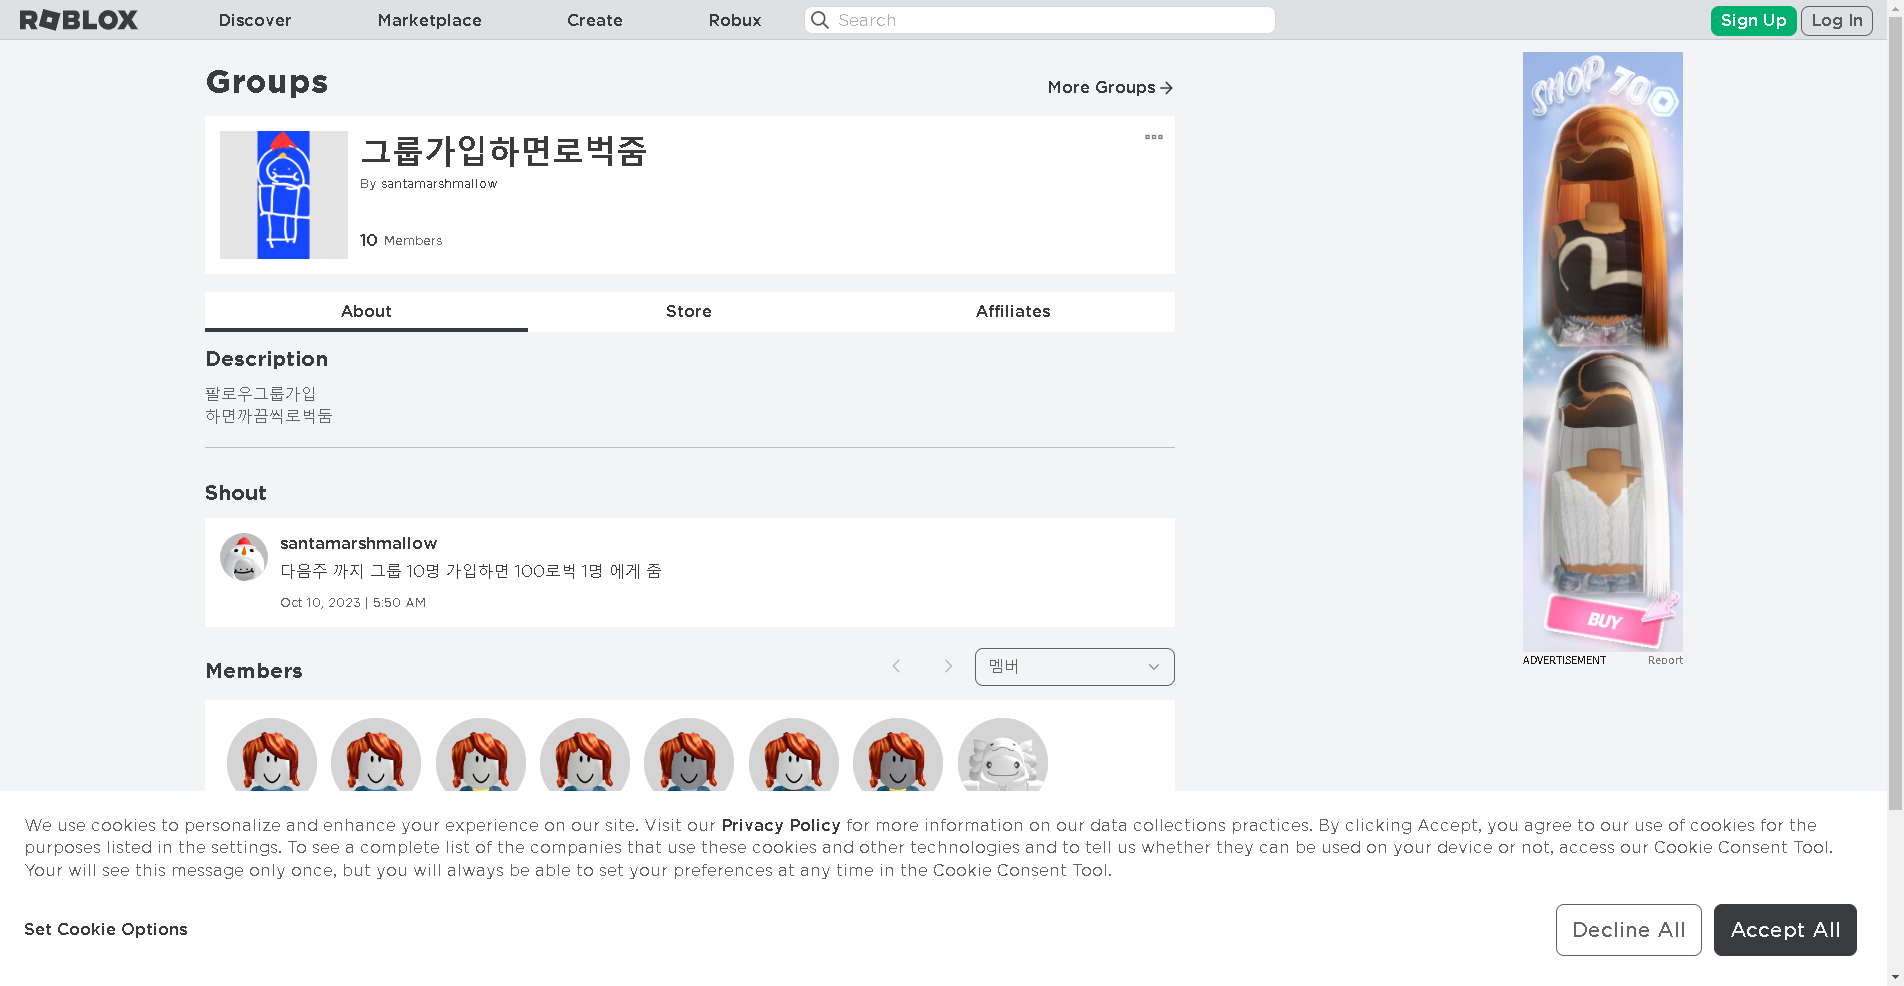 ROBLOX
Discover
Marketplace
Create
Robux
Search
Sign Up
Log In
Groups
More Groups
그룹가입하면로벅줌
By santamarshmallow
10 Members
About
Store
Affiliates
Description
팔로우그룹가입
하면까끔씩로벅둠
Shout
santamarshmallow
다음주 까지 그룹 10명 가입하면 100로벅 1명 에게 줌
Oct 10, 2023 | 5:50 AM
Members
멤버
SHOP 70
BUY
ADVERTISEMENT
Report
We use cookies to personalize and enhance your experience on our site. Visit our Privacy Policy for more information on our data collections practices. By clicking Accept, you agree to our use of cookies for the
purposes listed in the settings. To see a complete list of the companies that use these cookies and other technologies and to tell us whether they can be used on your device or not, access our Cookie Consent Tool.
Your will see this message only once, but you will always be able to set your preferences at any time in the Cookie Consent Tool.
Set Cookie Options
Decline All
Accept All